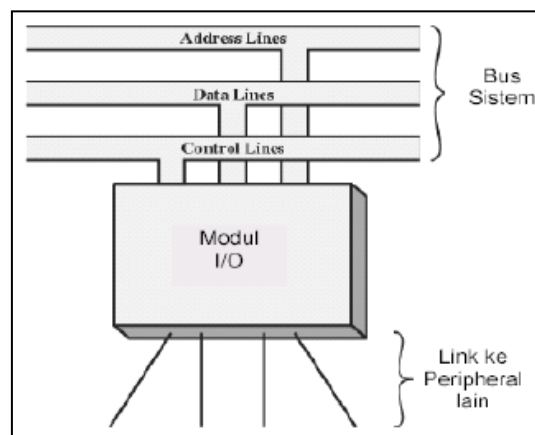 Address Lines
Data Lines
Control Lines
Bus
Sistem
Modul
I/O
Link ke
Peripheral
lain